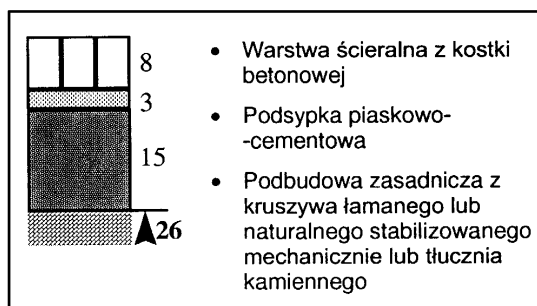 8
3
15
26
• Warstwa ścieralna z kostki
betonowej
• Podsypka piaskowo-
-cementowa
• Podbudowa zasadnicza z
kruszywa łamanego lub
naturalnego stabilizowanego
mechanicznie lub tłucznia
kamiennego